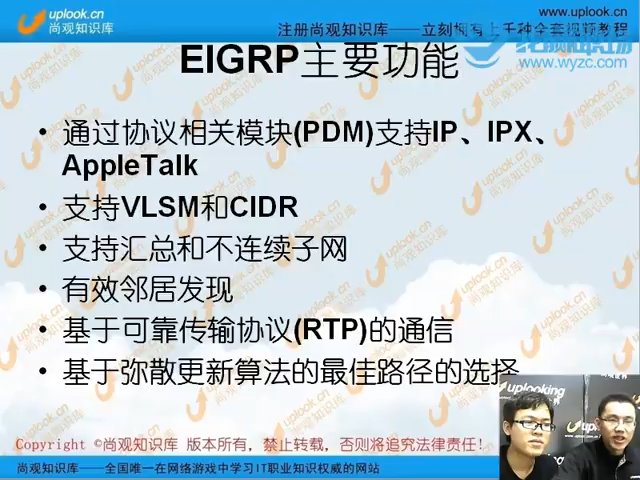 uplook.cn
尚观知识库
www.uplook.cn
注册尚观知识库——立刻拥有上千种全套视频教程
www.wyzc.com
EIGRP主要功能
• 通过协议相关模块(PDM)支持IP、IPX、
AppleTalk
• 支持VLSM和CIDR
• 支持汇总和不连续子网
• 有效邻居发现
• 基于可靠传输协议(RTP)的通信
• 基于弥散更新算法的最佳路径的选择
uplooking
Copyright ©尚观知识库 版本所有，禁止转载，否则将追究法律责任!
尚观知识库——全国唯一在网络游戏中学习IT职业知识权威的网站